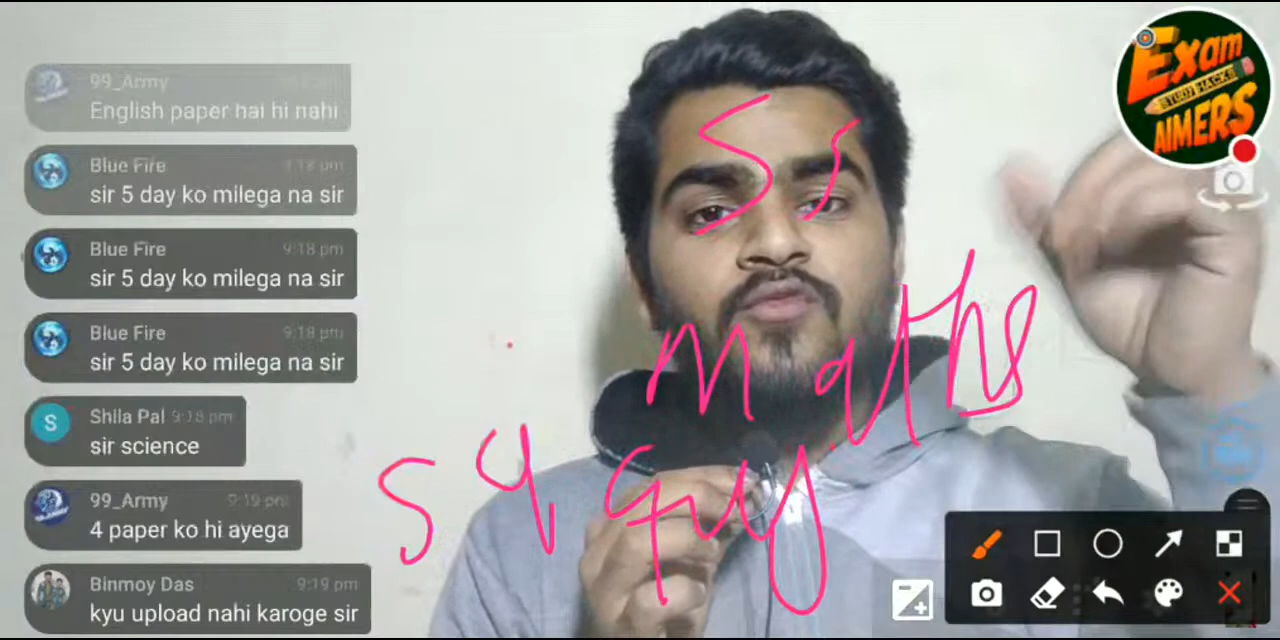 99_Army
English paper hai hi nahi
Blue Fire 9:18 pm
sir 5 day ko milega na sir
Blue Fire 9:18 pm
sir 5 day ko milega na sir
Blue Fire 9:18 pm
sir 5 day ko milega na sir
S
Shila Pal 9:18 pm
sir science
99_Army 9:19 pm
4 paper ko hi ayega
Binmoy Das 9:19 pm
kyu upload nahi karoge sir
Exam
STUDY HACKS
AIMERS
Maths